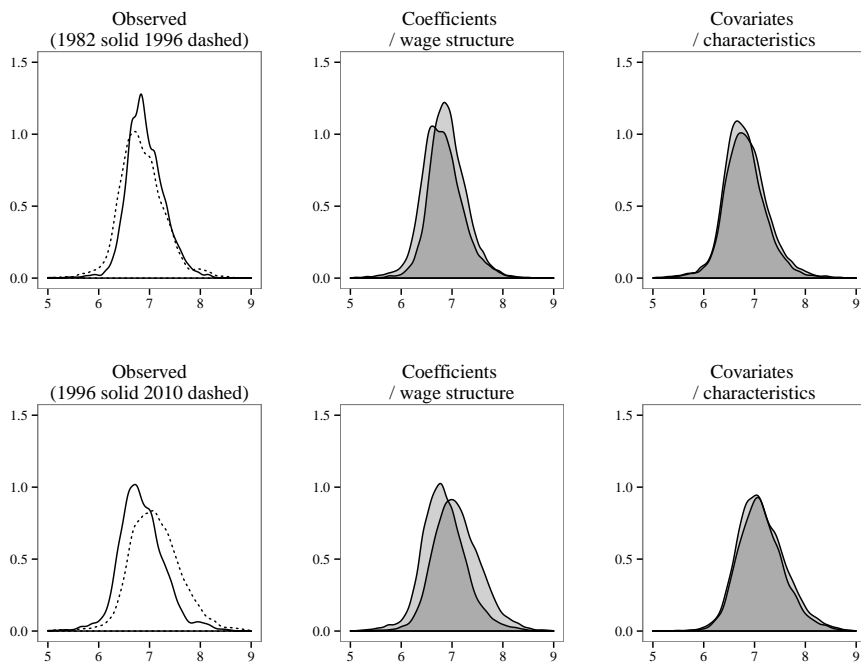 Observed
(1982 solid 1996 dashed)
Coefficients
/ wage structure
Covariates
/ characteristics
1.5
1.0
0.5
0.0
5 6 7 8 9
1.5
1.0
0.5
0.0
5 6 7 8 9
1.5
1.0
0.5
0.0
5 6 7 8 9
Observed
(1996 solid 2010 dashed)
Coefficients
/ wage structure
Covariates
/ characteristics
1.5
1.0
0.5
0.0
5 6 7 8 9
1.5
1.0
0.5
0.0
5 6 7 8 9
1.5
1.0
0.5
0.0
5 6 7 8 9